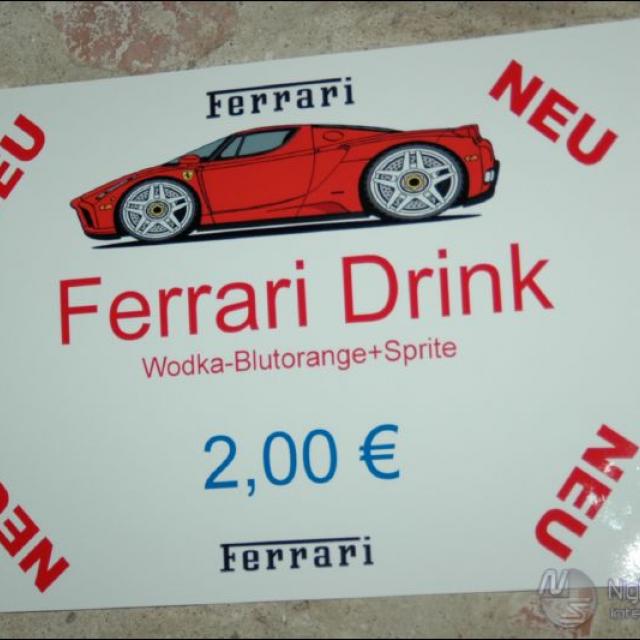 Ferrari
NEU
NEU
Ferrari Drink
Wodka-Blutorange+Sprite
2,00 €
NEU
NEU
Ferrari